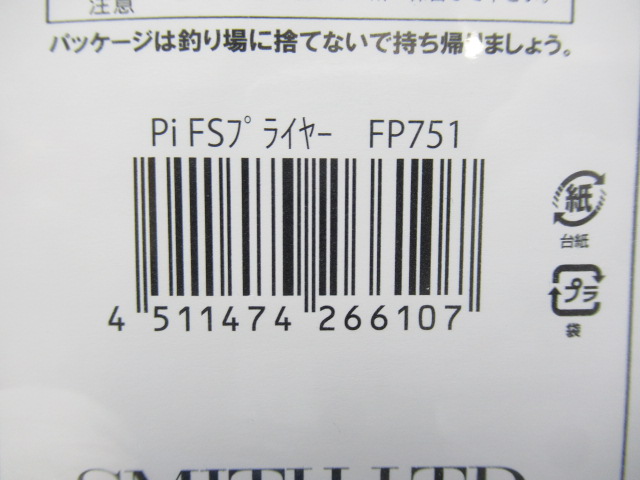 注意
パッケージは釣り場に捨てないで持ち帰りましょう。
Pi FSﾌﾟﾗｲﾔｰ FP751
4 511474 266107
紙
台紙
プラ
袋
SMITH LTD